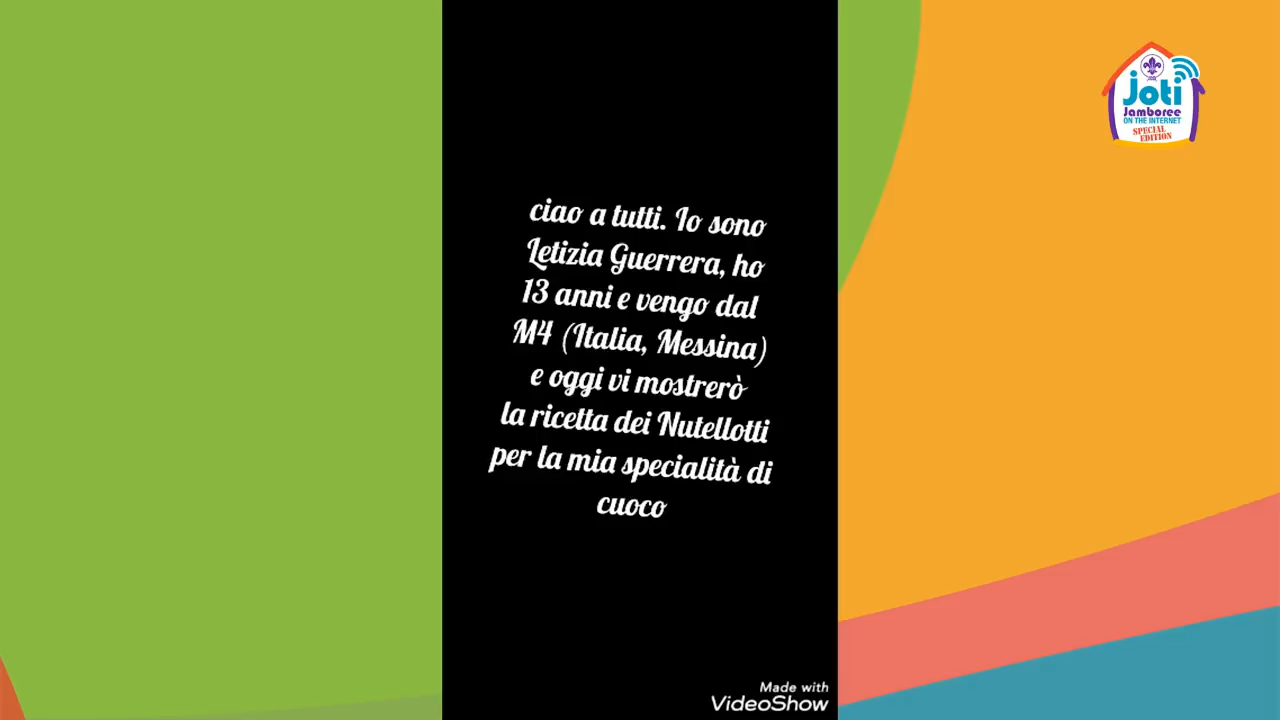 ciao a tutti. Io sono
Letizia Guerrera, ho
13 anni e vengo dal
M4 (Italia, Messina)
e oggi vi mostrerò
la ricetta dei Nutellotti
per la mia specialità di
cuoco
Made with
VideoShow
joti
Jamboree
ON THE INTERNET
SPECIAL
EDITION